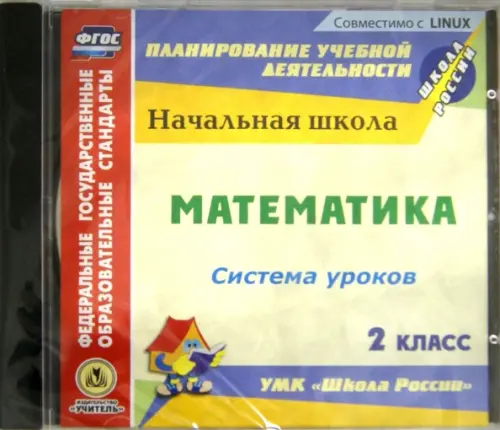 Совместимо с LINUX
ФГОС
ПЛАНИРОВАНИЕ УЧЕБНОЙ
ДЕЯТЕЛЬНОСТИ
ШКОЛА
РОССИИ
ФЕДЕРАЛЬНЫЕ ГОСУДАРСТВЕННЫЕ
ОБРАЗОВАТЕЛЬНЫЕ СТАНДАРТЫ
Начальная школа
МАТЕМАТИКА
Система уроков
2 КЛАСС
УМК «Школа России»
ИЗДАТЕЛЬСТВО
«УЧИТЕЛЬ»